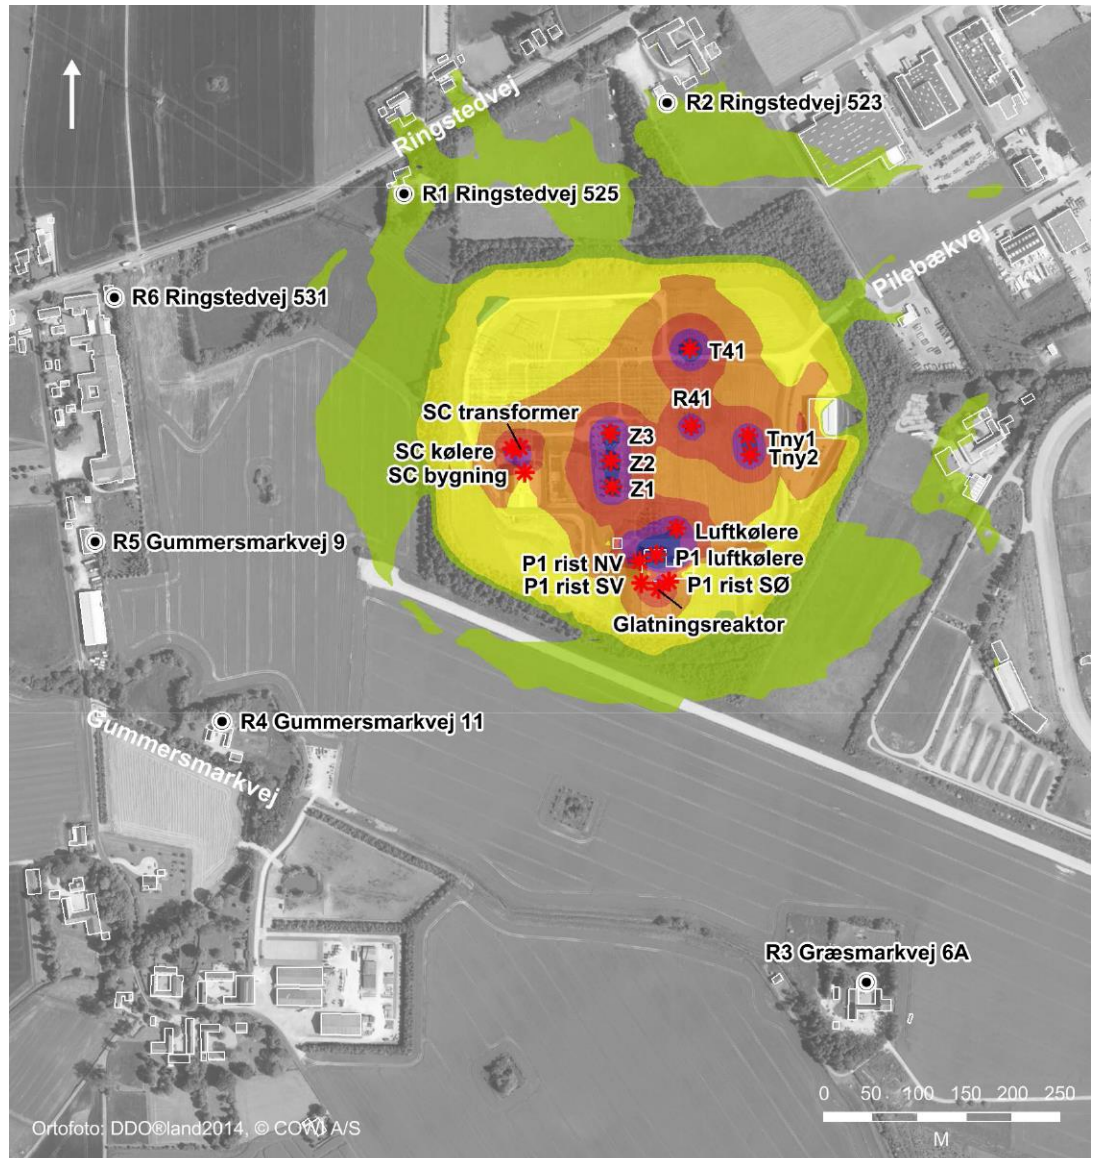 R2 Ringstedvej 523
Ringstedvej
R1 Ringstedvej 525
Pilebækvej
R6 Ringstedvej 531
T41
R41
SC transformer
Z3
Tny1
SC kølere
Tny2
Z2
SC bygning
Z1
Luftkølere
R5 Gummersmarkvej 9
P1 luftkølere
P1 rist NV
P1 rist SV
P1 rist SØ
Glatningsreaktor
Gummersmarkvej
R4 Gummersmarkvej 11
R3 Græsmarkvej 6A
0 50 100 150 200 250
M
Ortofoto: DDO®land2014, © COWI A/S